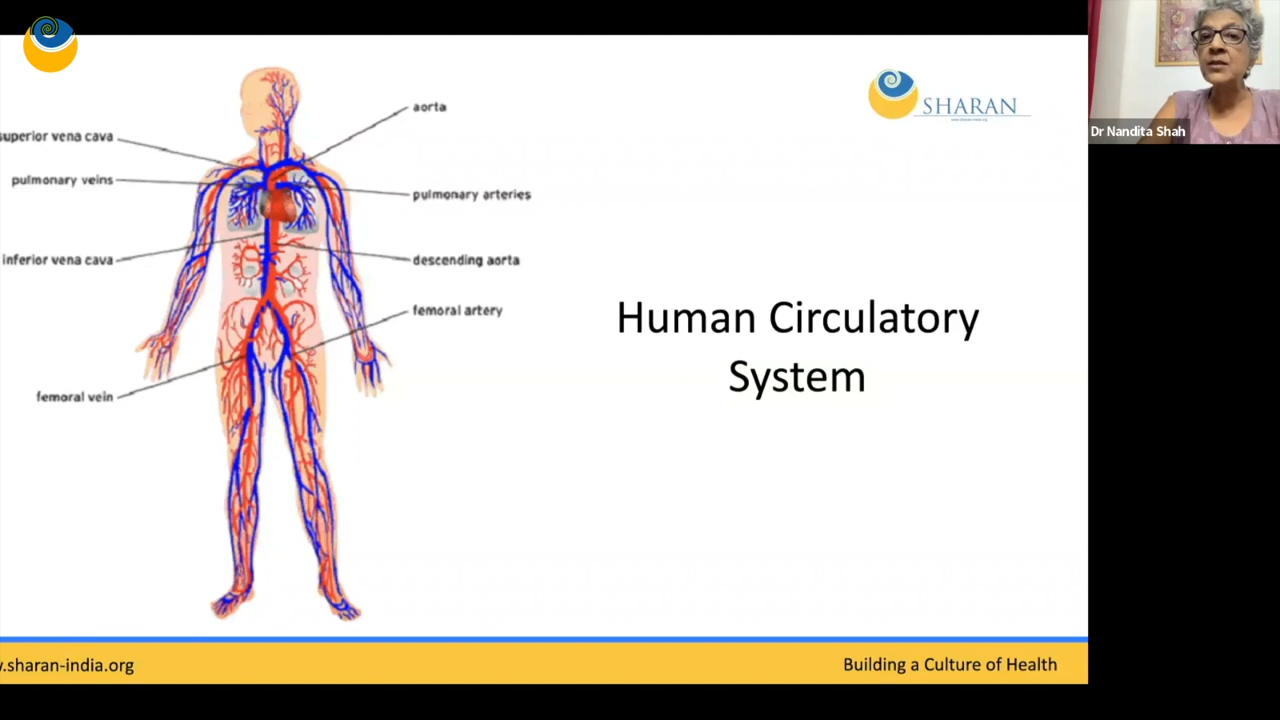 SHARAN
Dr Nandita Shah
aorta
superior vena cava
pulmonary veins
pulmonary arteries
inferior vena cava
descending aorta
femoral artery
femoral vein
Human Circulatory
System
.sharan-india.org
Building a Culture of Health